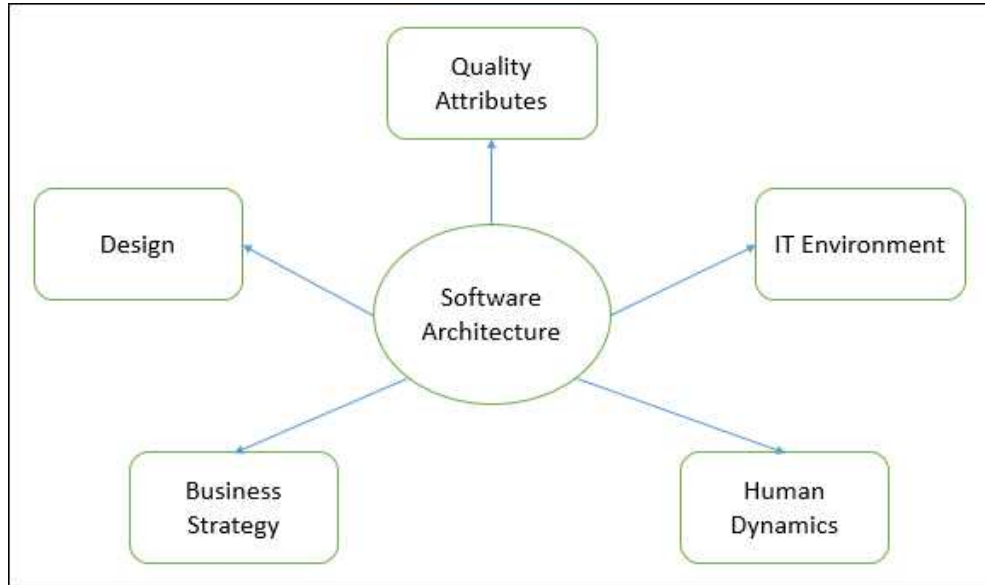 Quality
Attributes
Design
IT Environment
Software
Architecture
Business
Strategy
Human
Dynamics